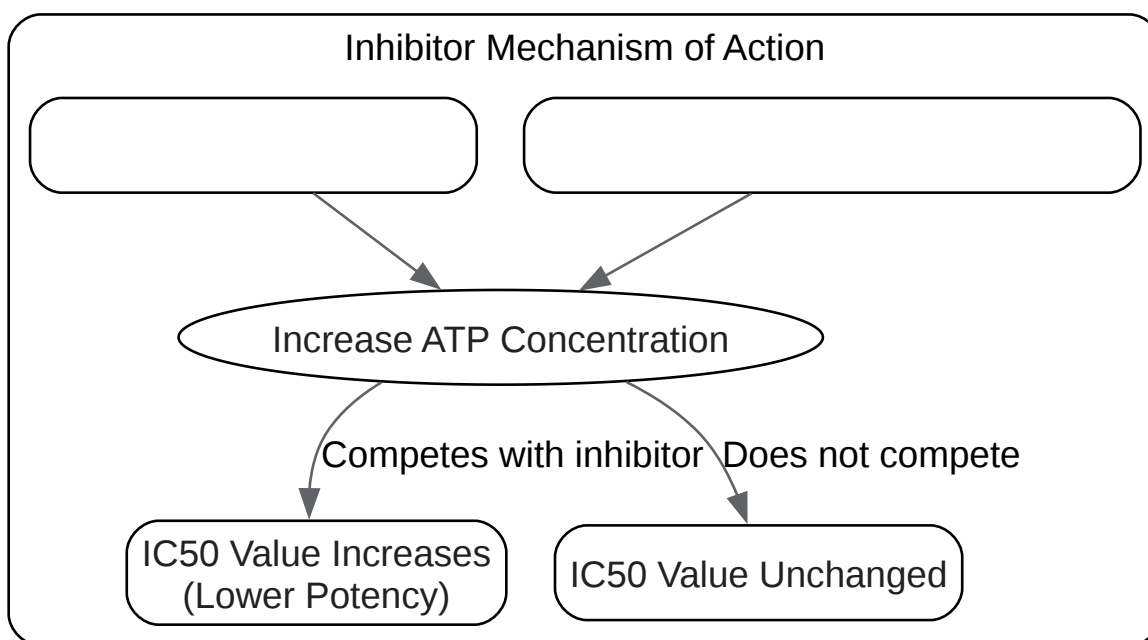 Inhibitor Mechanism of Action
Increase ATP Concentration
Competes with inhibitor
Does not compete
IC50 Value Increases
(Lower Potency)
IC50 Value Unchanged